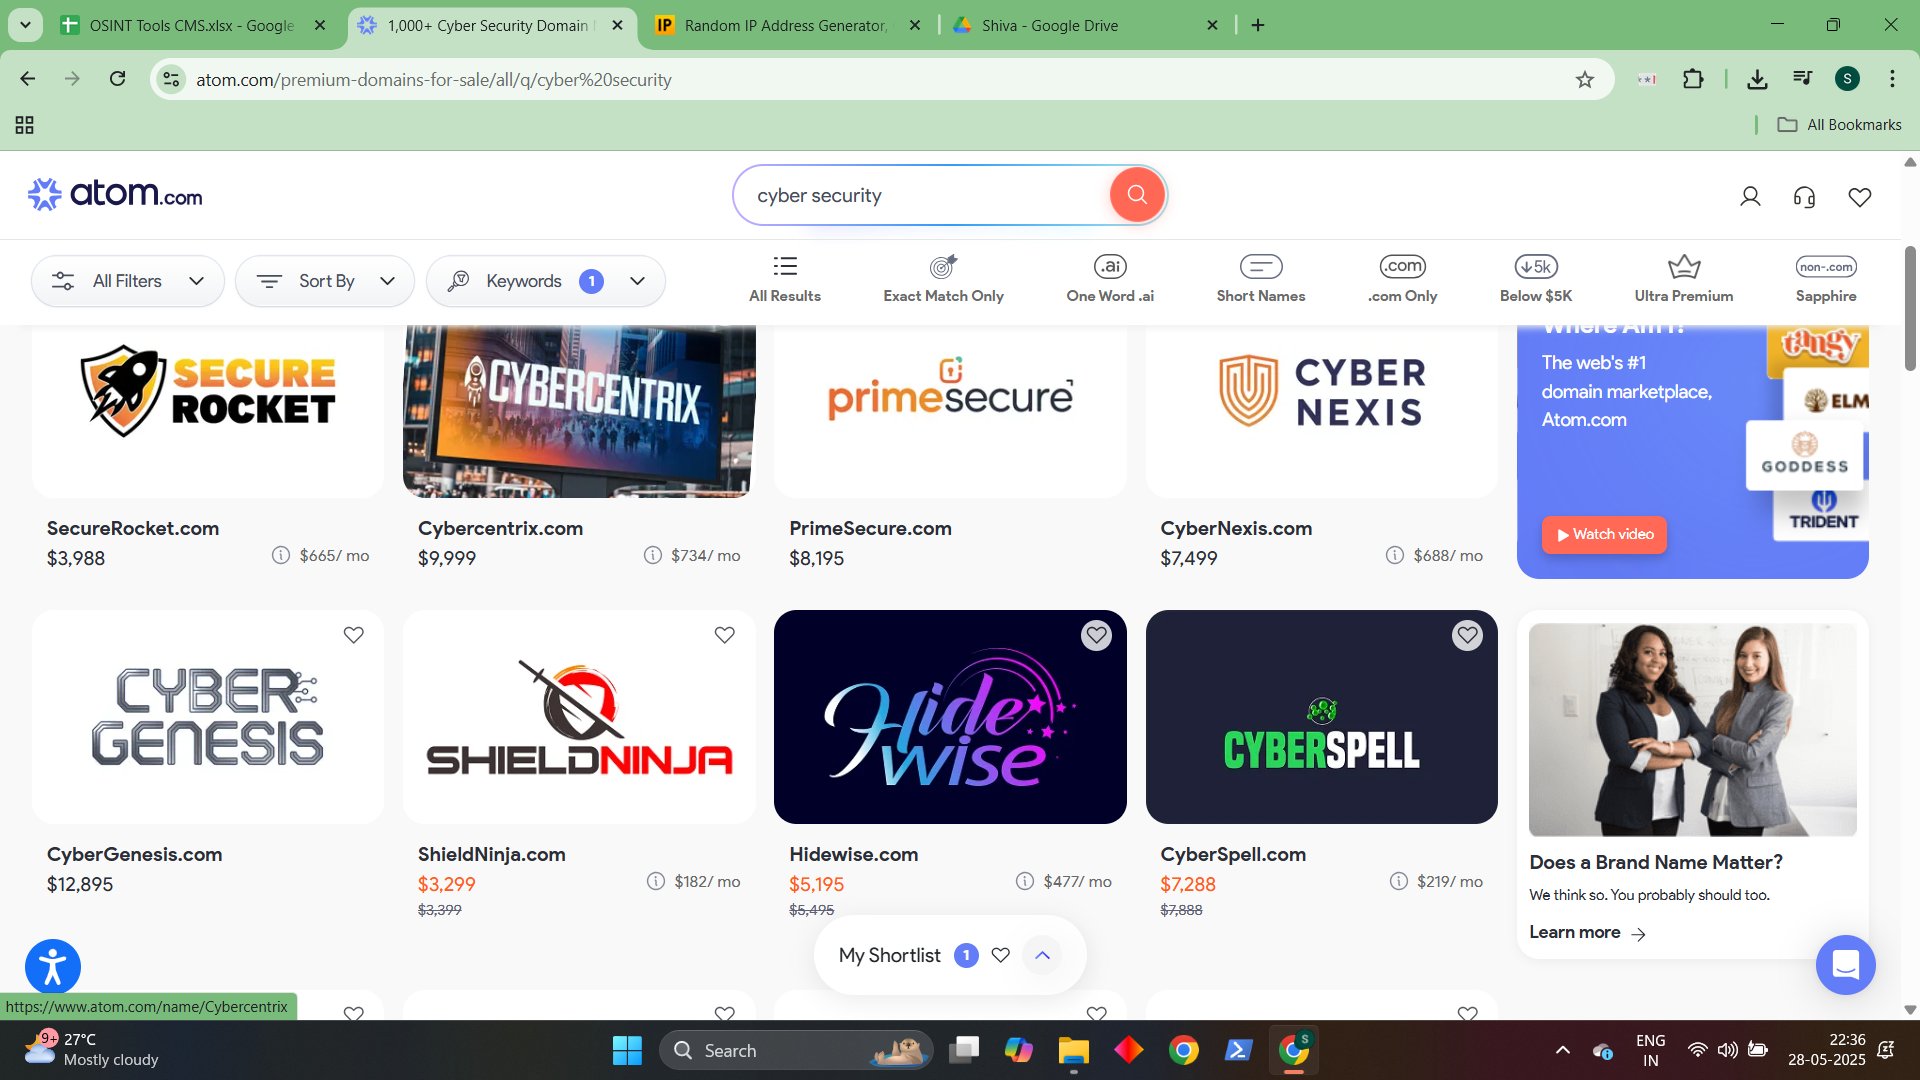 OSINT Tools CMS.xlsx - Google
1,000+ Cyber Security Domain
IP
Random IP Address Generator,
Shiva - Google Drive
atom.com/premium-domains-for-sale/all/q/cyber%20security
S
All Bookmarks
atom.com
cyber security
All Filters
Sort By
Keywords 1
All Results
Exact Match Only
.ai
One Word .ai
Short Names
.com
.com Only
5k
Below $5K
Ultra Premium
non-.com
Sapphire
SECURE
ROCKET
CYBERCENTRIX
primesecure
CYBER
NEXIS
Where Am I?
The web's #1
domain marketplace,
Atom.com
tangy
ELM
GODDESS
TRIDENT
Watch video
SecureRocket.com
$3,988
$665/ mo
Cybercentrix.com
$9,999
$734/ mo
PrimeSecure.com
$8,195
CyberNexis.com
$7,499
$688/ mo
CYBER
GENESIS
SHIELDNINJA
Hide
wise
CYBERSPELL
CyberGenesis.com
$12,895
ShieldNinja.com
$3,299
$182/ mo
$3,399
Hidewise.com
$5,195
$477/ mo
$5,495
CyberSpell.com
$7,288
$219/ mo
$7,888
Does a Brand Name Matter?
We think so. You probably should too.
Learn more
My Shortlist 1
https://www.atom.com/name/Cybercentrix
9+
27°C
Mostly cloudy
Search
S
ENG
IN
22:36
28-05-2025